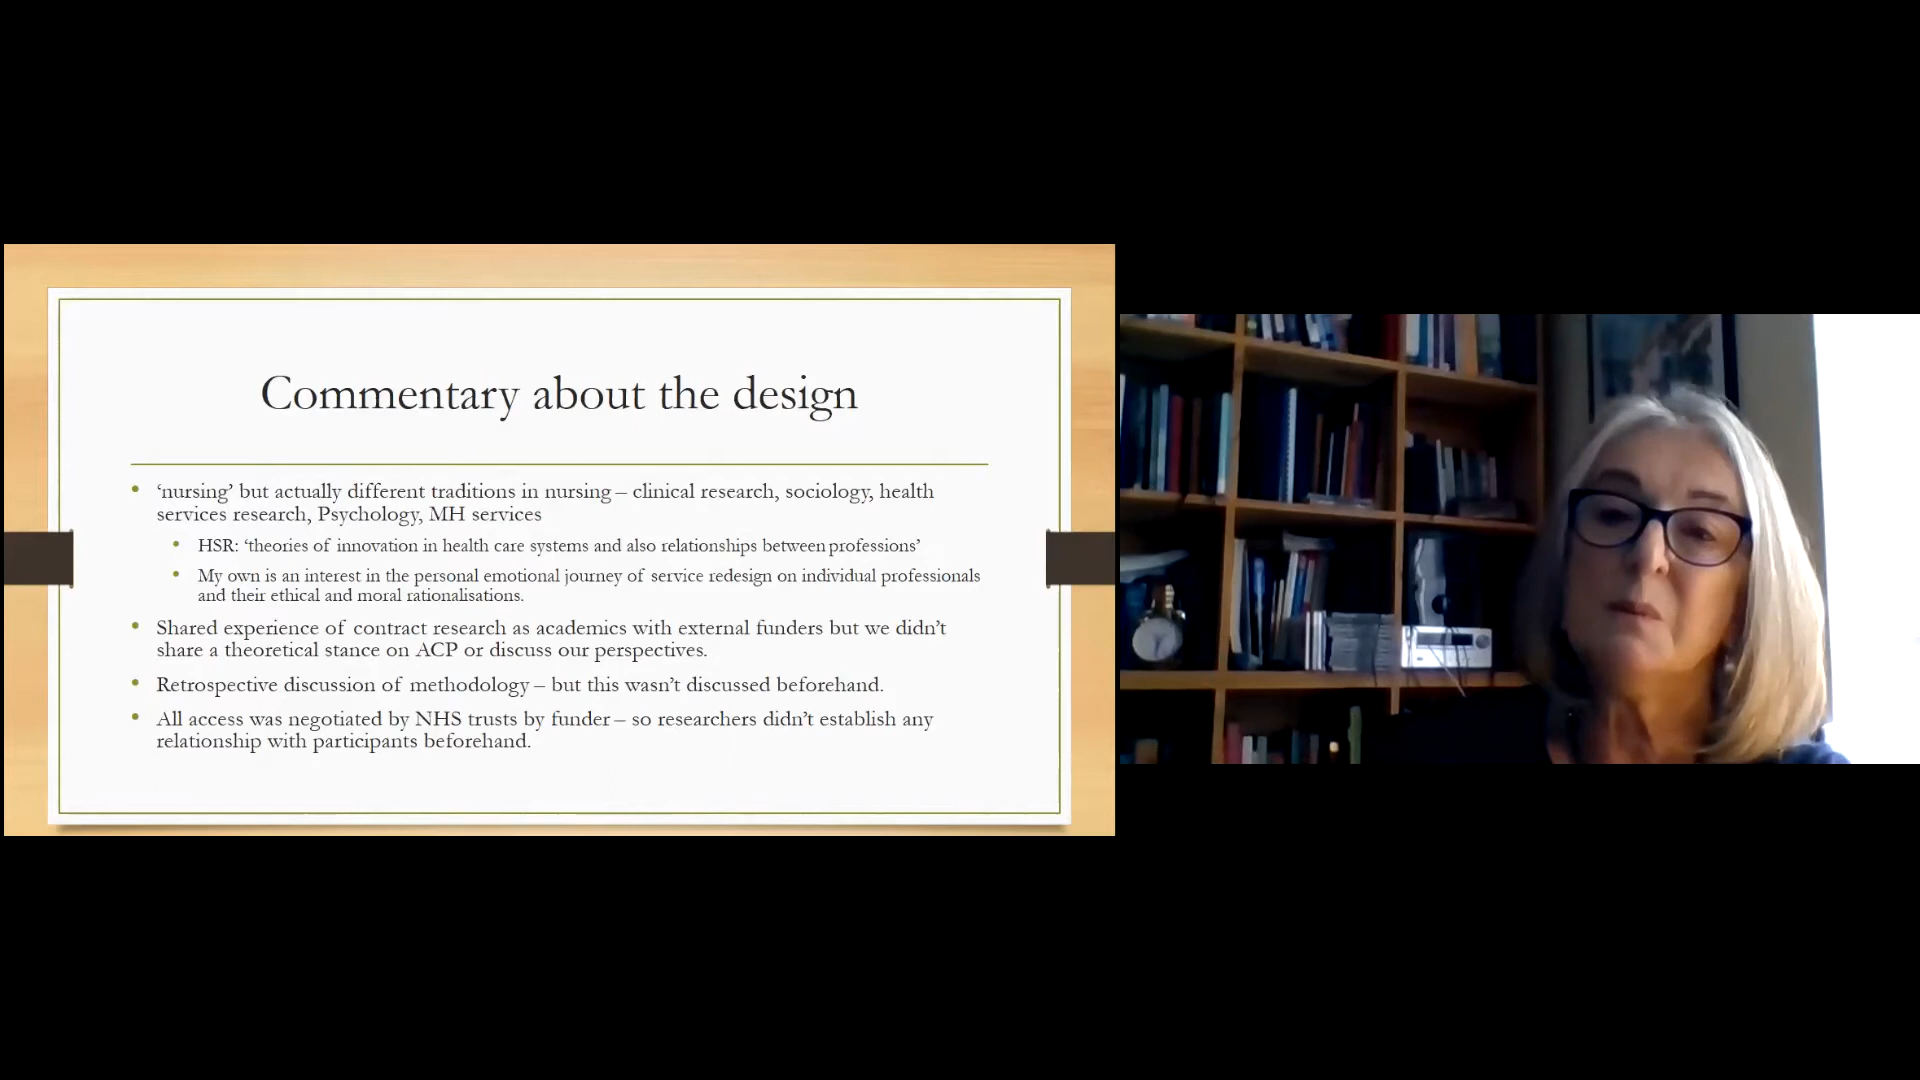 Commentary about the design
‘nursing’ but actually different traditions in nursing – clinical research, sociology, health
services research, Psychology, MH services
HSR: ‘theories of innovation in health care systems and also relationships between professions’
My own is an interest in the personal emotional journey of service redesign on individual professionals
and their ethical and moral rationalisations.
Shared experience of contract research as academics with external funders but we didn’t
share a theoretical stance on ACP or discuss our perspectives.
Retrospective discussion of methodology – but this wasn’t discussed beforehand.
All access was negotiated by NHS trusts by funder – so researchers didn’t establish any
relationship with participants beforehand.